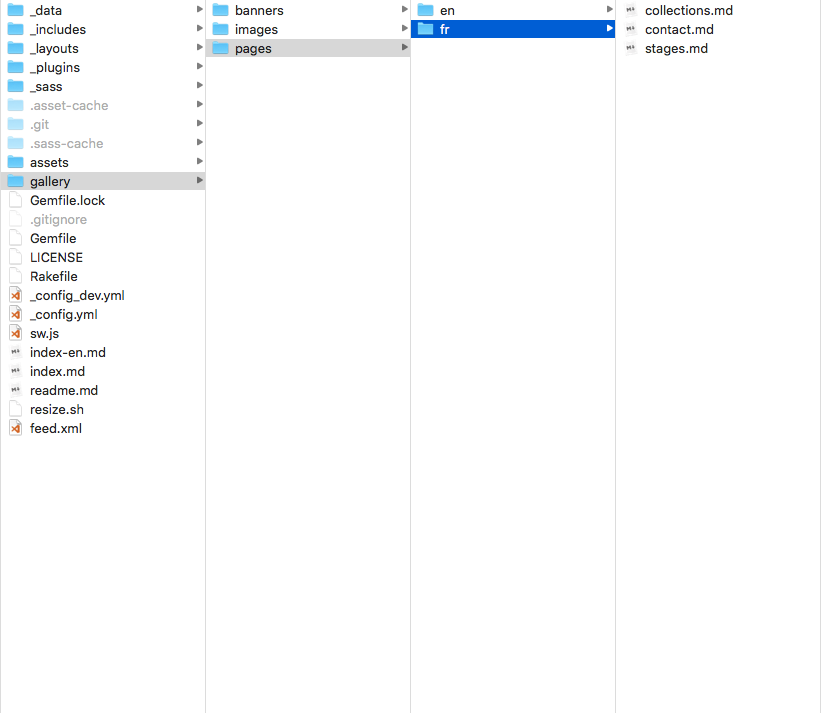 _data
_includes
_layouts
_plugins
_sass
.asset-cache
.git
.sass-cache
assets
gallery
Gemfile.lock
.gitignore
Gemfile
LICENSE
Rakefile
_config_dev.yml
_config.yml
sw.js
index-en.md
index.md
readme.md
resize.sh
feed.xml
banners
images
pages
en
fr
collections.md
contact.md
stages.md